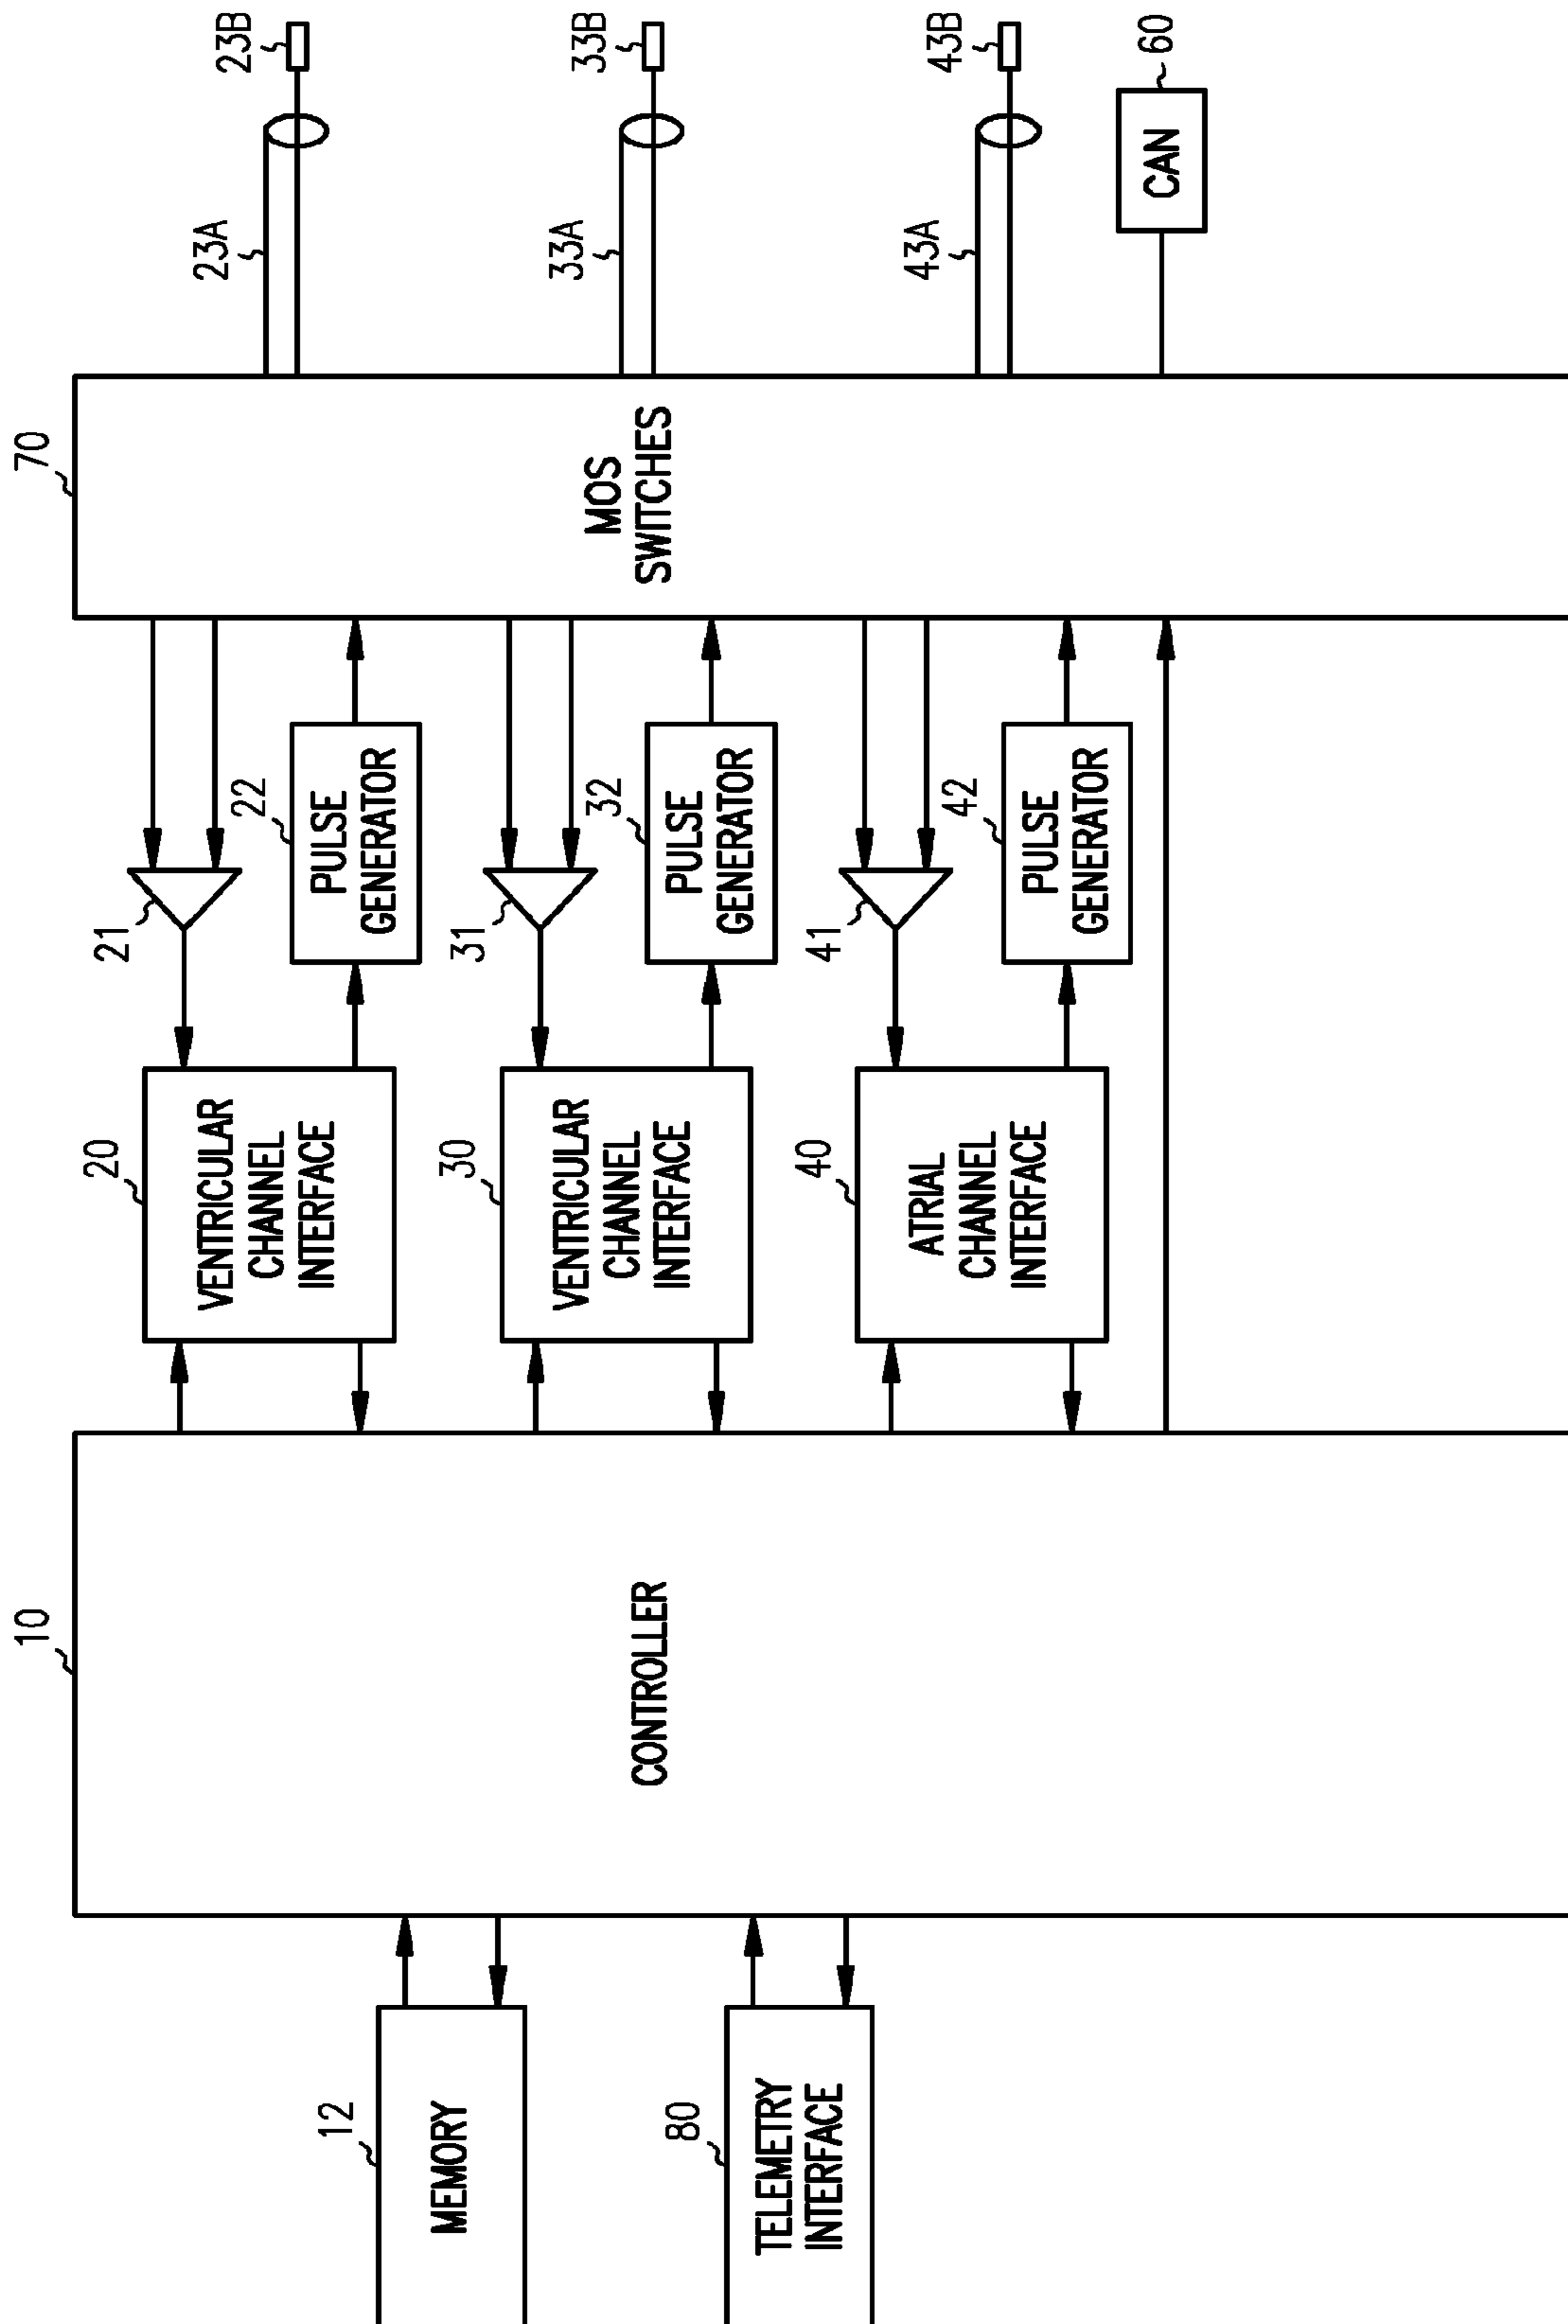 10
70
12
MEMORY
80
TELEMETRY
INTERFACE
CONTROLLER
20
VENTRICULAR
CHANNEL
INTERFACE
21
22
PULSE
GENERATOR
30
VENTRICULAR
CHANNEL
INTERFACE
31
32
PULSE
GENERATOR
40
ATRIAL
CHANNEL
INTERFACE
41
42
PULSE
GENERATOR
MOS
SWITCHES
23A
23B
33A
33B
43A
43B
CAN
60